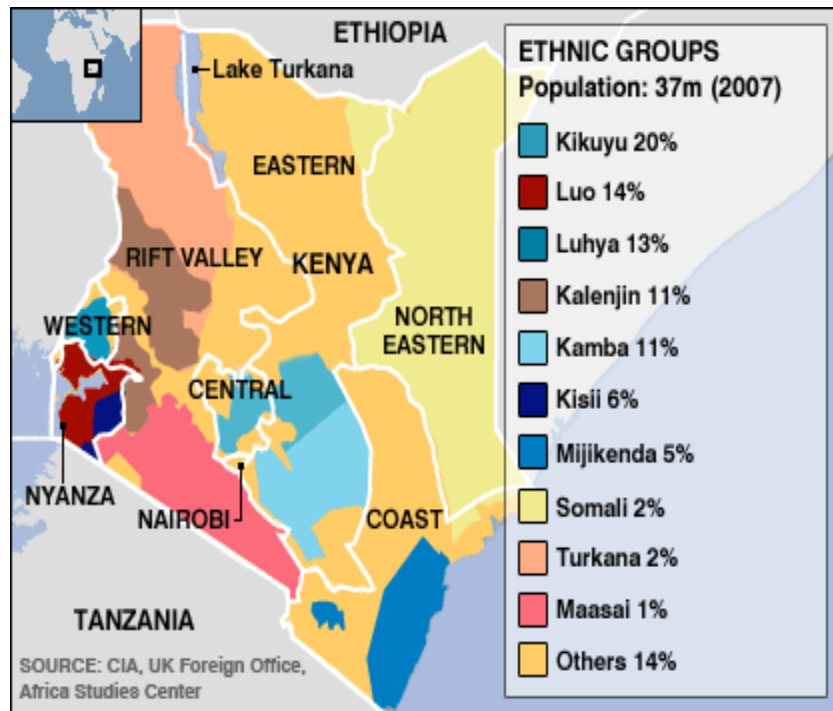 ETHIOPIA
Lake Turkana
EASTERN
RIFT VALLEY
KENYA
WESTERN
NORTH
EASTERN
CENTRAL
NYANZA
NAIROBI
COAST
TANZANIA
SOURCE: CIA, UK Foreign Office,
Africa Studies Center
ETHNIC GROUPS
Population: 37m (2007)
Kikuyu 20%
Luo 14%
Luhya 13%
Kalenjin 11%
Kamba 11%
Kisii 6%
Mijikenda 5%
Somali 2%
Turkana 2%
Maasai 1%
Others 14%